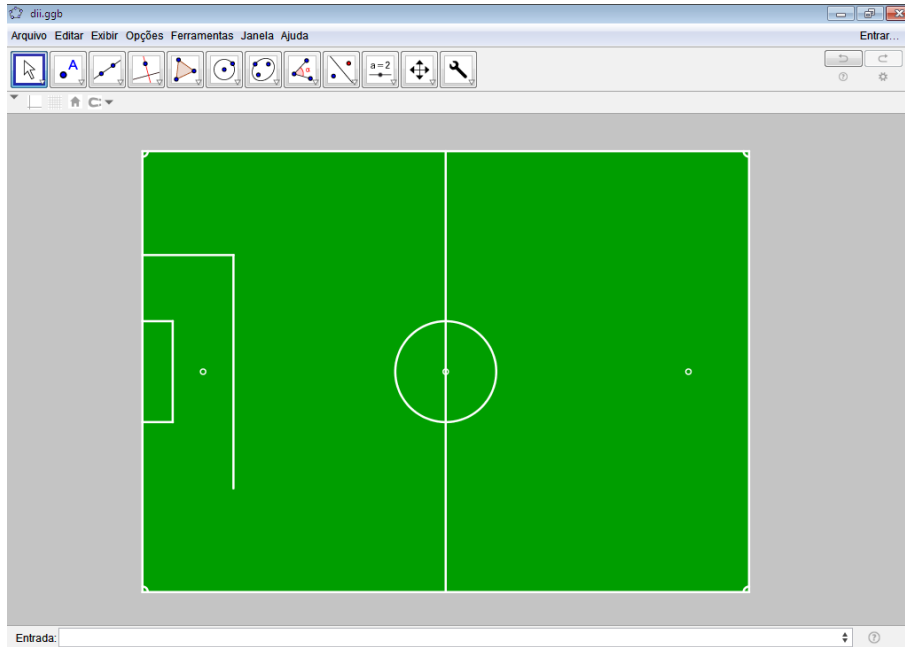 dii.ggb
Arquivo Editar Exibir Opções Ferramentas Janela Ajuda Entrar...
A α a=2
Entrada: